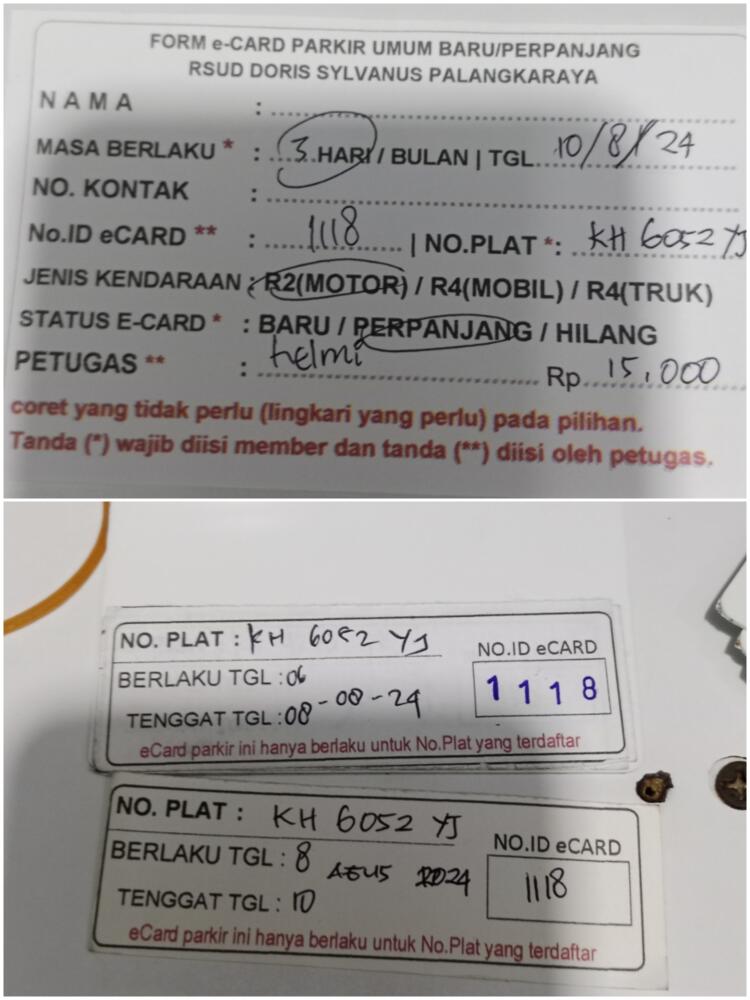 FORM e-CARD PARKIR UMUM BARU/PERPANJANG
RSUD DORIS SYLVANUS PALANGKARAYA
NAMA :
MASA BERLAKU * : 3 HARI / BULAN | TGL 10/8/24
NO. KONTAK :
No.ID eCARD ** : 1118 | NO.PLAT *: KH 6052 YJ
JENIS KENDARAAN : R2(MOTOR) / R4(MOBIL) / R4(TRUK)
STATUS E-CARD * : BARU / PERPANJANG / HILANG
PETUGAS ** : helmi Rp 15.000
coret yang tidak perlu (lingkari yang perlu) pada pilihan.
Tanda (*) wajib diisi member dan tanda (**) diisi oleh petugas.
NO. PLAT : KH 6052 YJ
NO.ID eCARD
BERLAKU TGL : 06
1118
TENGGAT TGL : 08-08-24
eCard parkir ini hanya berlaku untuk No.Plat yang terdaftar
NO. PLAT : KH 6052 YJ
NO.ID eCARD
BERLAKU TGL : 8
1118
TENGGAT TGL : 10
eCard parkir ini hanya berlaku untuk No.Plat yang terdaftar